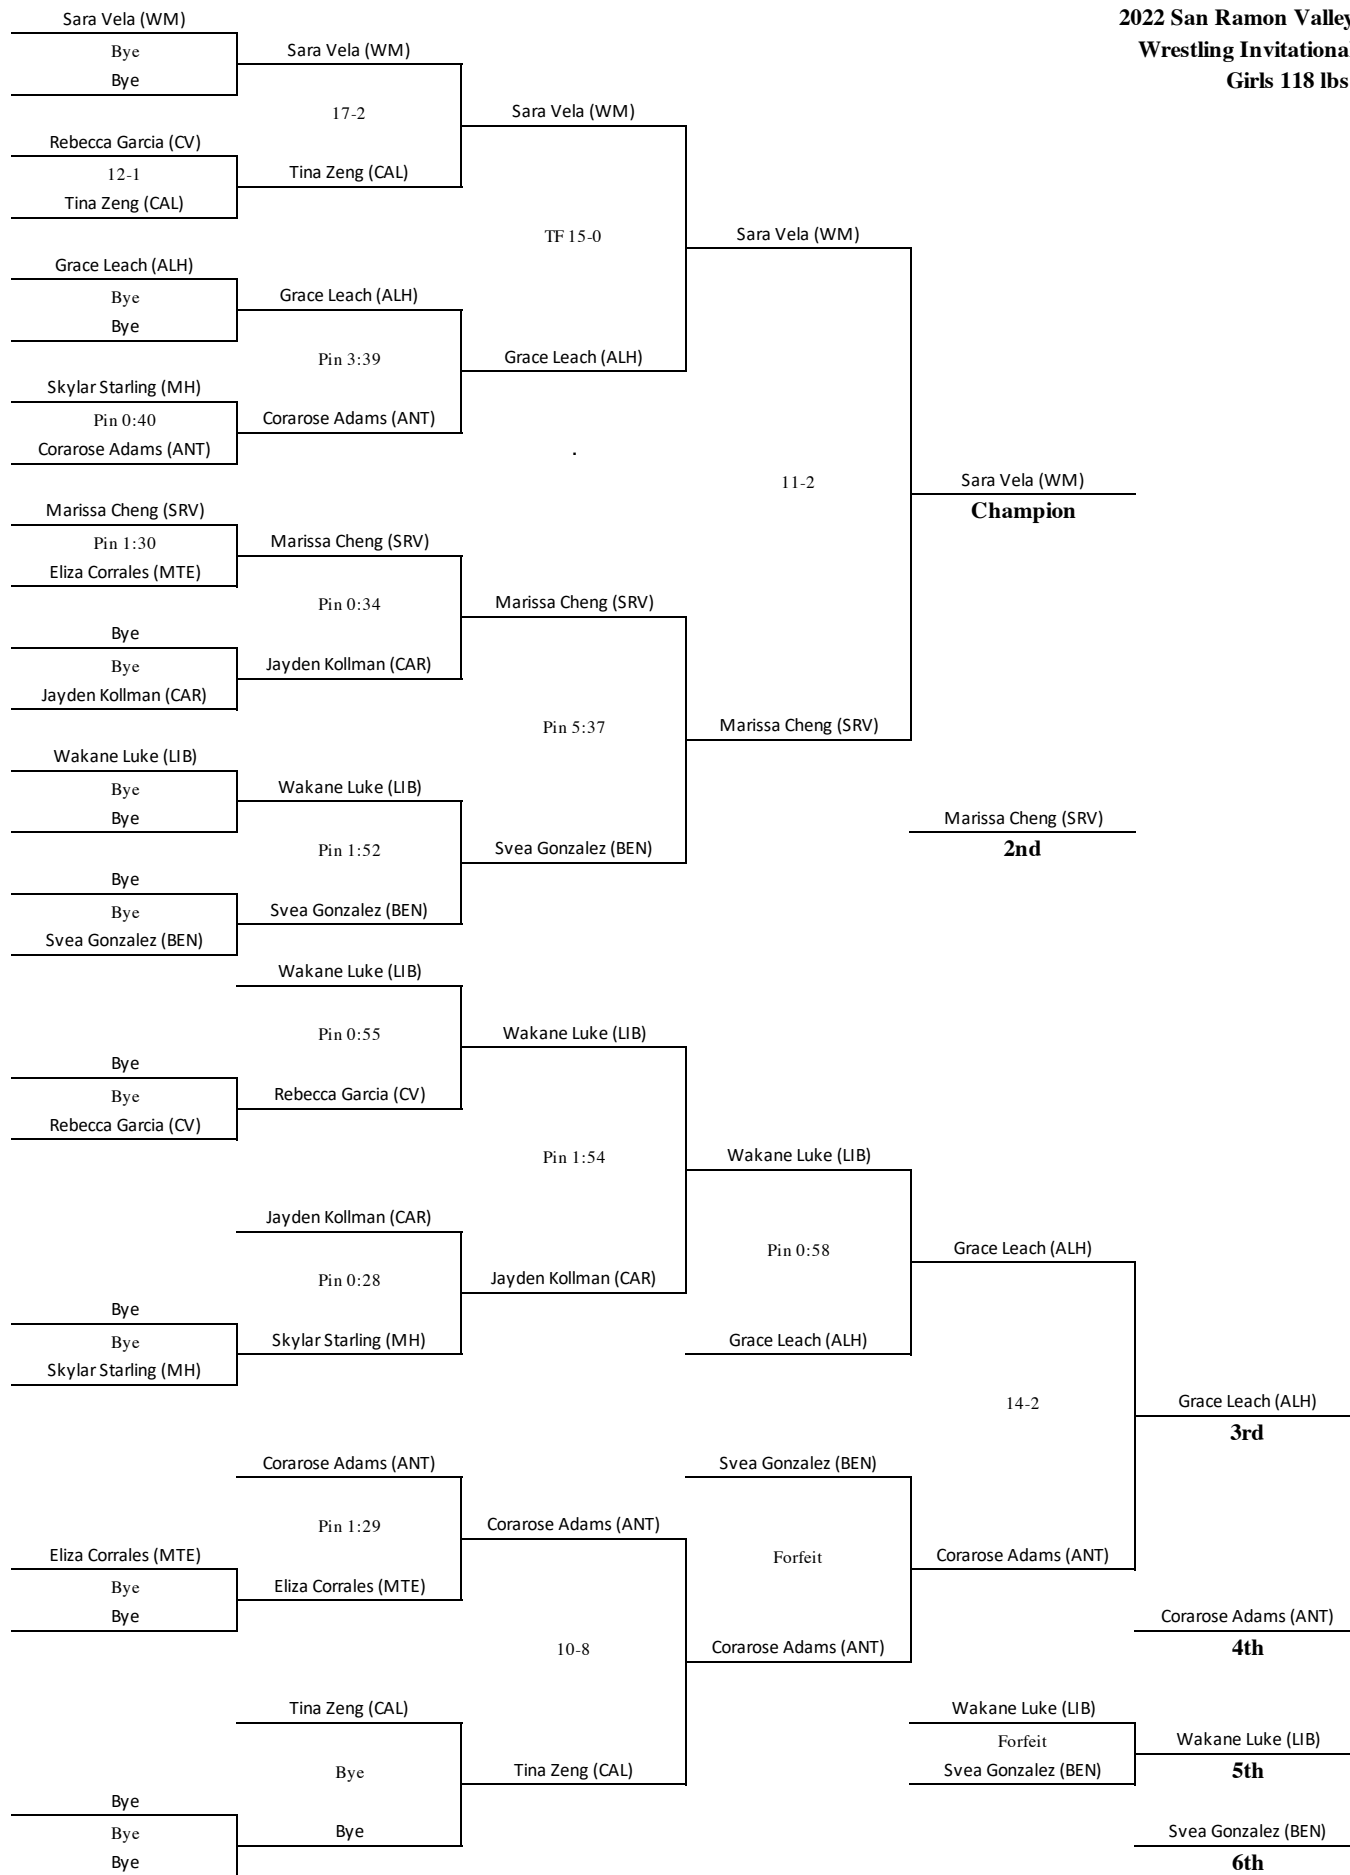 2022 San Ramon Valley
Wrestling Invitational
Girls 118 lbs
Sara Vela (WM)
Bye
Bye
Sara Vela (WM)
17-2
Sara Vela (WM)
Rebecca Garcia (CV)
12-1
Tina Zeng (CAL)
Tina Zeng (CAL)
TF 15-0
Sara Vela (WM)
Grace Leach (ALH)
Bye
Bye
Grace Leach (ALH)
Pin 3:39
Grace Leach (ALH)
Skylar Starling (MH)
Pin 0:40
Corarose Adams (ANT)
Corarose Adams (ANT)
.
11-2
Sara Vela (WM)
Champion
Marissa Cheng (SRV)
Pin 1:30
Eliza Corrales (MTE)
Marissa Cheng (SRV)
Pin 0:34
Marissa Cheng (SRV)
Bye
Bye
Jayden Kollman (CAR)
Jayden Kollman (CAR)
Pin 5:37
Marissa Cheng (SRV)
Wakane Luke (LIB)
Bye
Bye
Wakane Luke (LIB)
Pin 1:52
Svea Gonzalez (BEN)
Marissa Cheng (SRV)
2nd
Bye
Bye
Svea Gonzalez (BEN)
Svea Gonzalez (BEN)
Wakane Luke (LIB)
Pin 0:55
Wakane Luke (LIB)
Bye
Bye
Rebecca Garcia (CV)
Rebecca Garcia (CV)
Pin 1:54
Wakane Luke (LIB)
Jayden Kollman (CAR)
Pin 0:28
Jayden Kollman (CAR)
Pin 0:58
Grace Leach (ALH)
Bye
Bye
Skylar Starling (MH)
Skylar Starling (MH)
Grace Leach (ALH)
14-2
Grace Leach (ALH)
3rd
Corarose Adams (ANT)
Pin 1:29
Corarose Adams (ANT)
Svea Gonzalez (BEN)
Forfeit
Corarose Adams (ANT)
Eliza Corrales (MTE)
Bye
Bye
Eliza Corrales (MTE)
10-8
Corarose Adams (ANT)
Corarose Adams (ANT)
4th
Tina Zeng (CAL)
Bye
Tina Zeng (CAL)
Wakane Luke (LIB)
Forfeit
Svea Gonzalez (BEN)
Wakane Luke (LIB)
5th
Bye
Bye
Bye
Bye
Svea Gonzalez (BEN)
6th